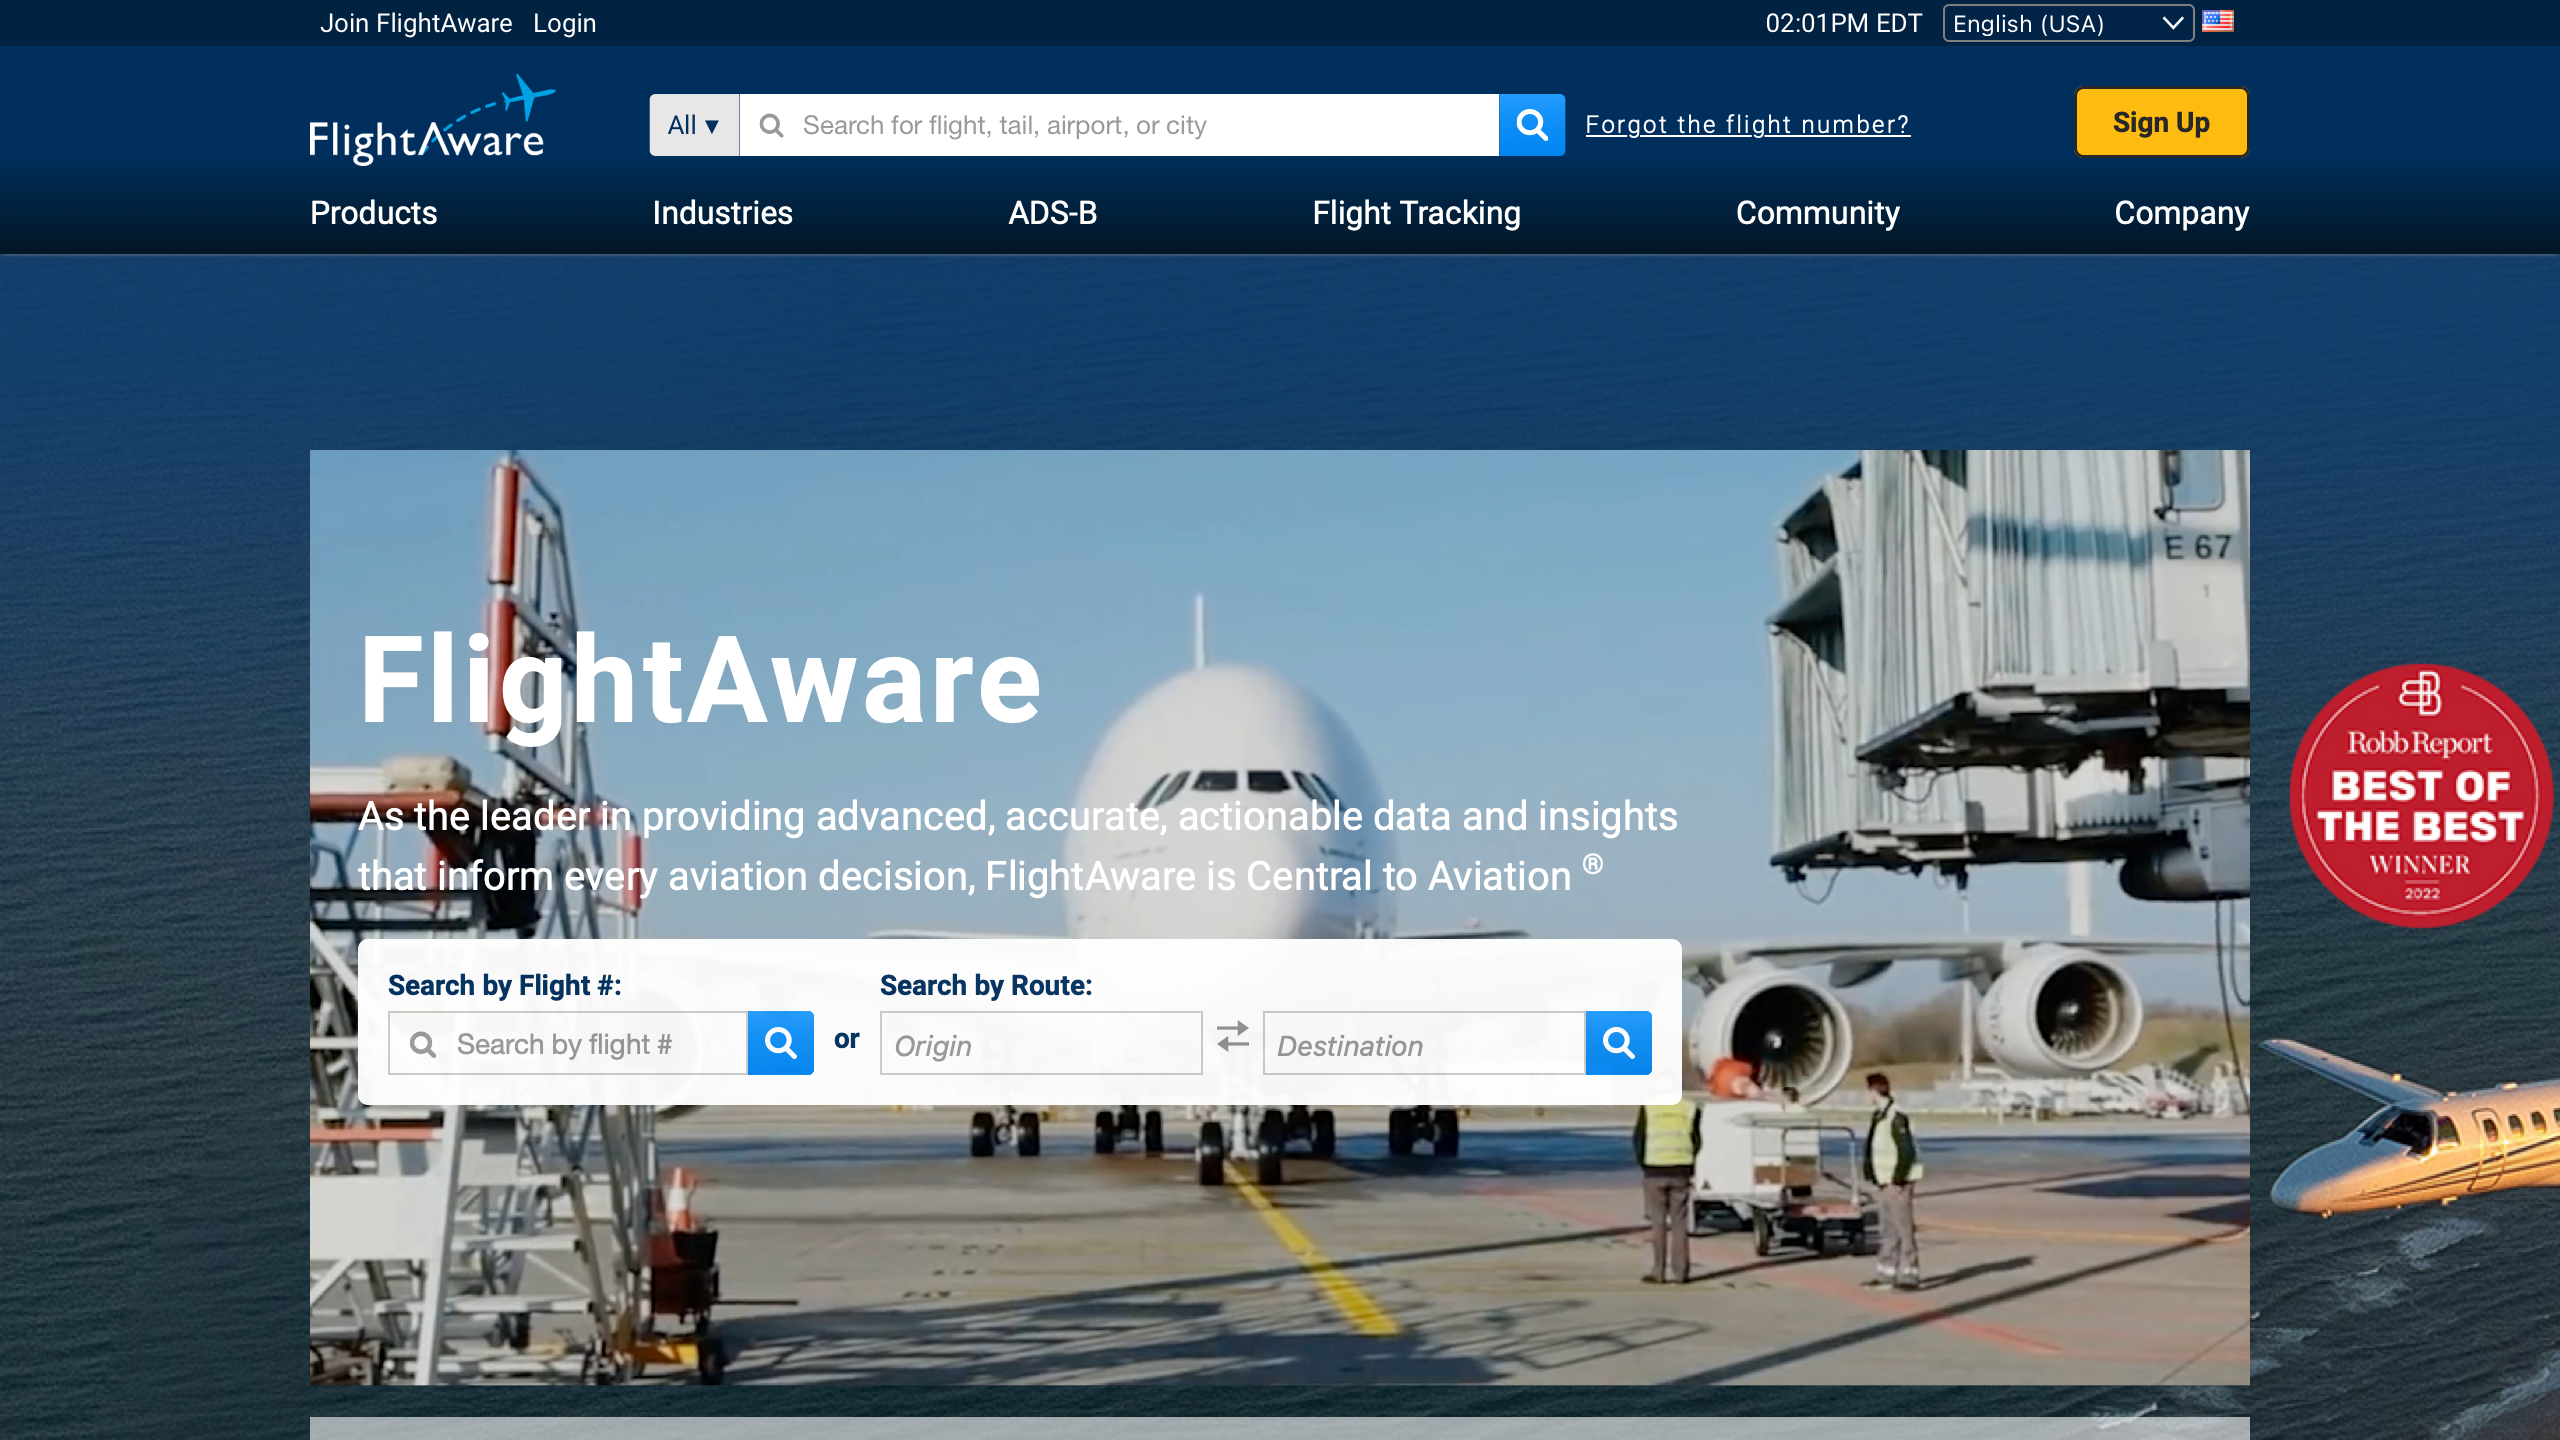 Join FlightAware Login
02:01PM EDT English (USA)
FlightAware
All ▾ Search for flight, tail, airport, or city
Forgot the flight number?
Sign Up
Products Industries ADS-B Flight Tracking Community Company
E 67
1
FlightAware
As the leader in providing advanced, accurate, actionable data and insights
that inform every aviation decision, FlightAware is Central to Aviation ®
Robb Report
BEST OF
THE BEST
WINNER
2022
Search by Flight #:
Search by flight #
or
Search by Route:
Origin
Destination